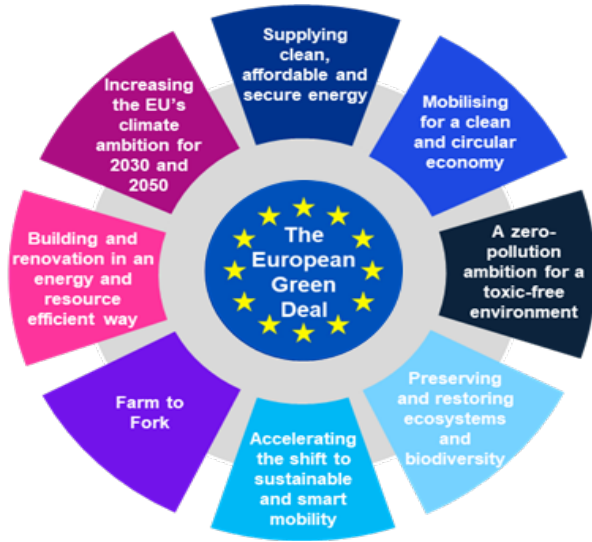 Supplying
clean,
affordable and
secure energy
Mobilising
for a clean
and circular
economy
A zero-
pollution
ambition for a
toxic-free
environment
Preserving
and restoring
ecosystems
and
biodiversity
Accelerating
the shift to
sustainable
and smart
mobility
Farm to
Fork
Building and
renovation in an
energy and
resource
efficient way
Increasing
the EU's
climate
ambition for
2030 and
2050
The
European
Green
Deal